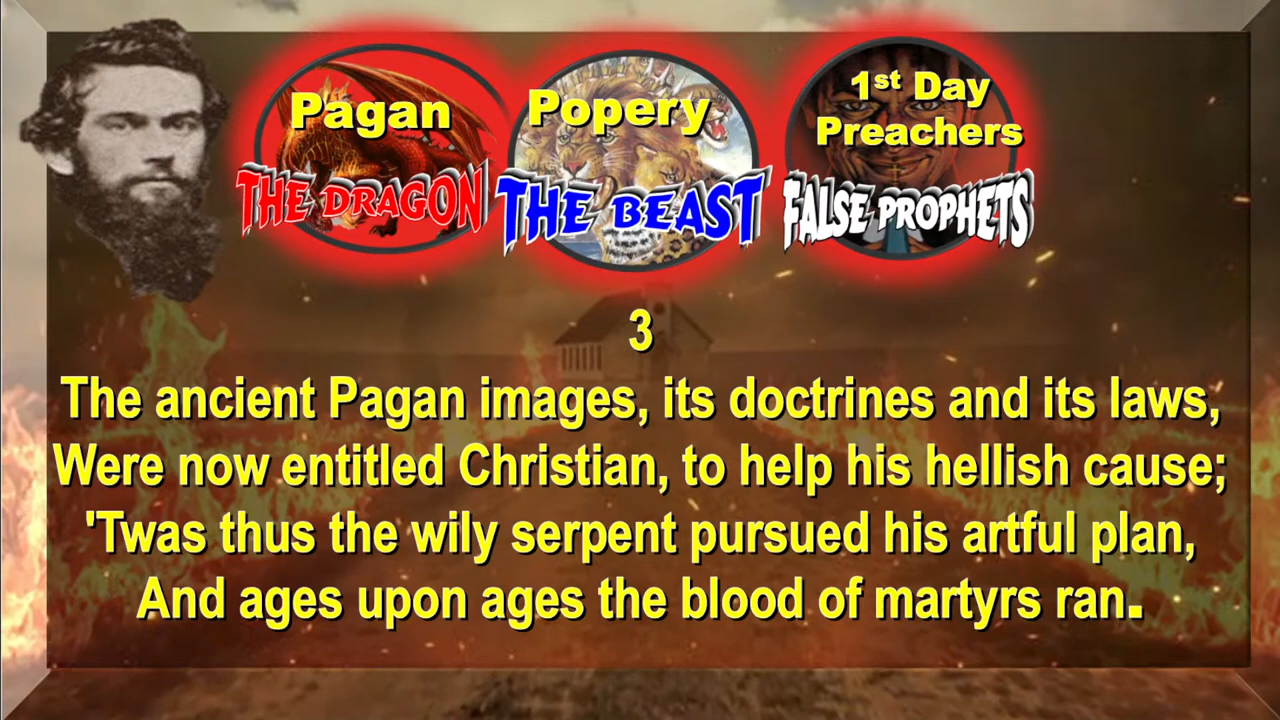 Pagan
THE DRAGON
Popery
THE BEAST
1st Day
Preachers
FALSE PROPHETS
3
The ancient Pagan images, its doctrines and its laws,
Were now entitled Christian, to help his hellish cause;
'Twas thus the wily serpent pursued his artful plan,
And ages upon ages the blood of martyrs ran.